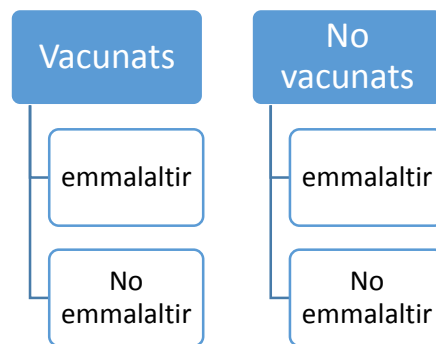 Vacunats
emmalaltir
No
emmalaltir
No
vacunats
emmalaltir
No
emmalaltir